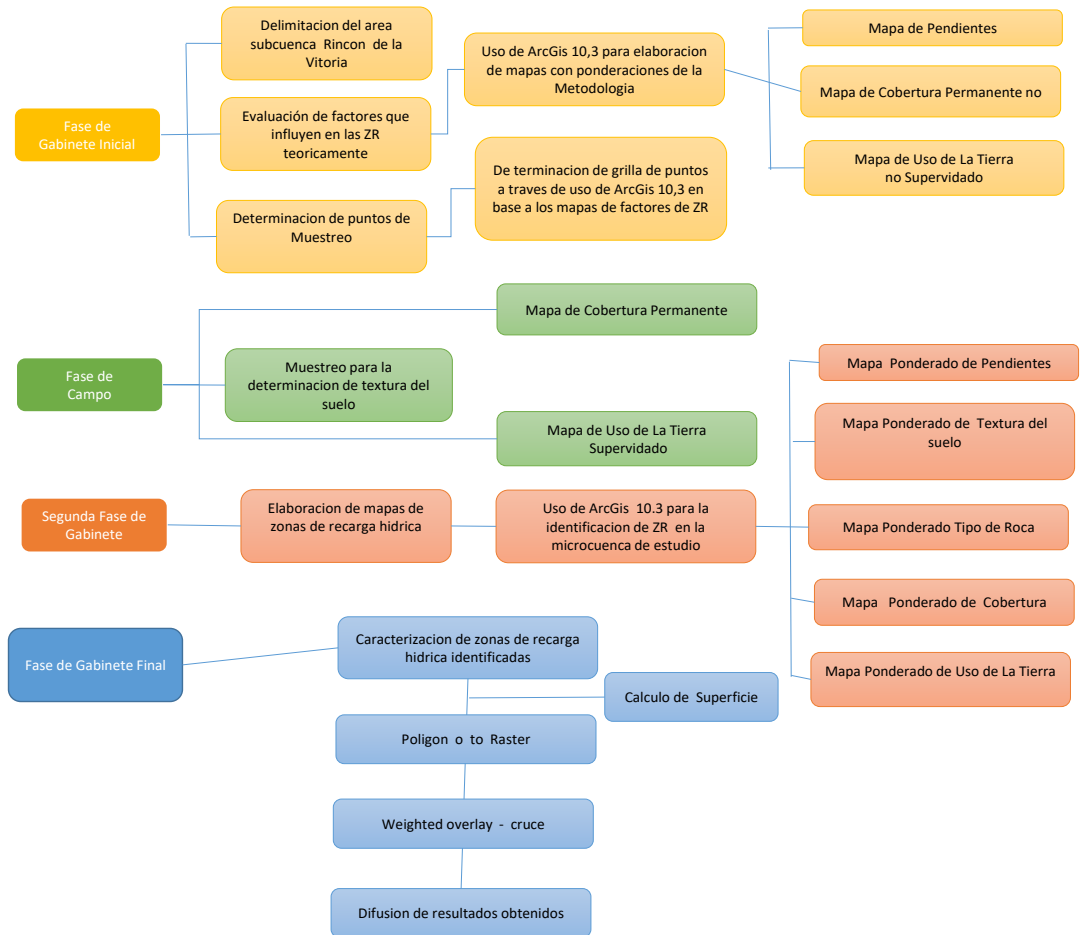 Fase de
Gabinete Inicial
Delimitacion del area
subcuenca Rincon de la
Vitoria
Evaluación de factores que
influyen en las ZR
teoricamente
Determinacion de puntos de
Muestreo
Uso de ArcGis 10,3 para elaboracion
de mapas con ponderaciones de la
Metodologia
De terminacion de grilla de puntos
a traves de uso de ArcGis 10,3 en
base a los mapas de factores de ZR
Mapa de Pendientes
Mapa de Cobertura Permanente no
Mapa de Uso de La Tierra
no Supervidado
Fase de
Campo
Mapa de Cobertura Permanente
Muestreo para la
determinacion de textura del
suelo
Mapa de Uso de La Tierra
Supervidado
Segunda Fase de
Gabinete
Elaboracion de mapas de
zonas de recarga hidrica
Uso de ArcGis 10.3 para la
identificacion de ZR en la
microcuenca de estudio
Mapa Ponderado de Pendientes
Mapa Ponderado de Textura del
suelo
Mapa Ponderado Tipo de Roca
Mapa Ponderado de Cobertura
Mapa Ponderado de Uso de La Tierra
Fase de Gabinete Final
Caracterizacion de zonas de recarga
hidrica identificadas
Calculo de Superficie
Poligon o to Raster
Weighted overlay - cruce
Difusion de resultados obtenidos